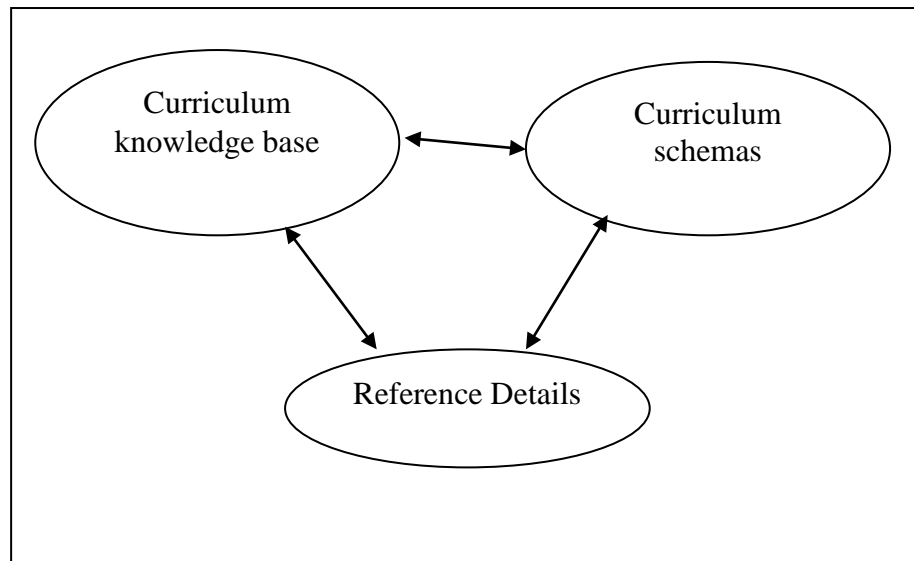 Curriculum
knowledge base
Curriculum
schemas
Reference Details